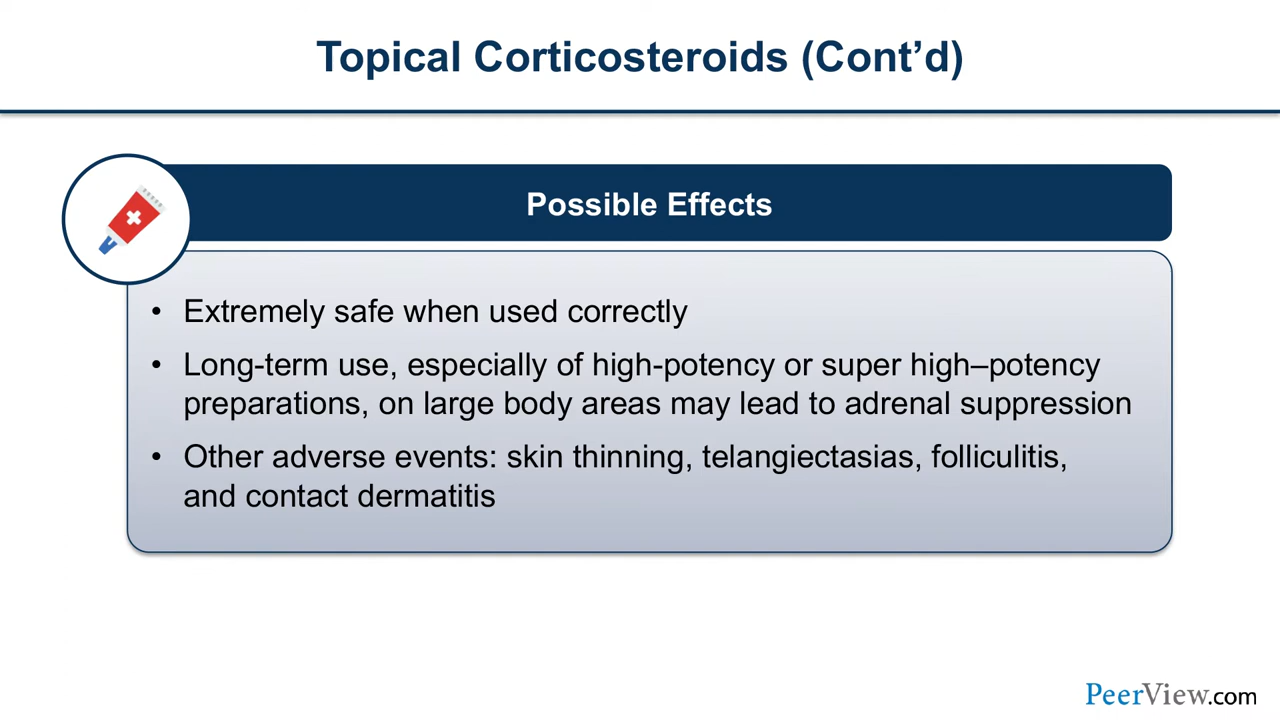 Topical Corticosteroids (Cont’d)
Possible Effects
• Extremely safe when used correctly
• Long-term use, especially of high-potency or super high–potency
preparations, on large body areas may lead to adrenal suppression
• Other adverse events: skin thinning, telangiectasias, folliculitis,
and contact dermatitis
PeerView.com